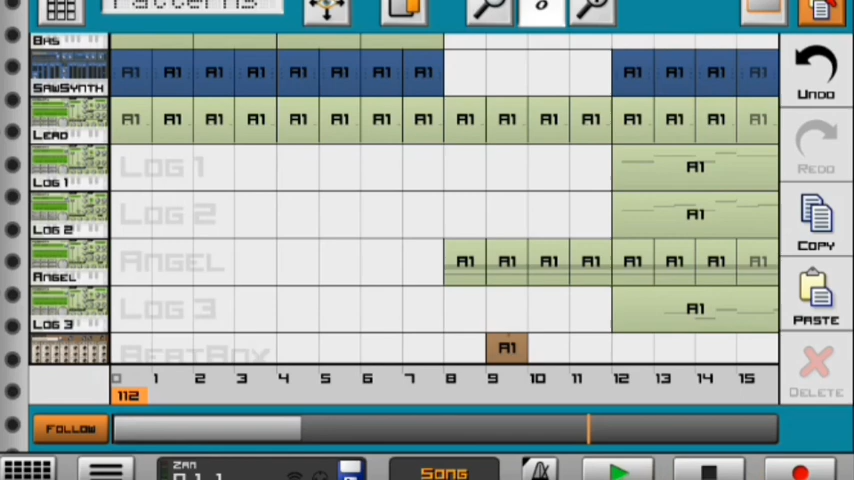 Patterns
BAS
SAWSYNTH A1 A1 A1 A1 A1 A1 A1 A1 A1 A1 A1 A1
LEAD A1 A1 A1 A1 A1 A1 A1 A1 A1 A1 A1 A1 A1 A1 A1 A1
LOG 1 LOG 1 A1
LOG 2 LOG 2 A1
ANGEL ANGEL A1 A1 A1 A1 A1 A1 A1 A1
LOG 3 LOG 3 A1
BEATBOX A1
0 1 2 3 4 5 6 7 8 9 10 11 12 13 14 15
112
FOLLOW
UNDO
REDO
COPY
PASTE
DELETE
SONG